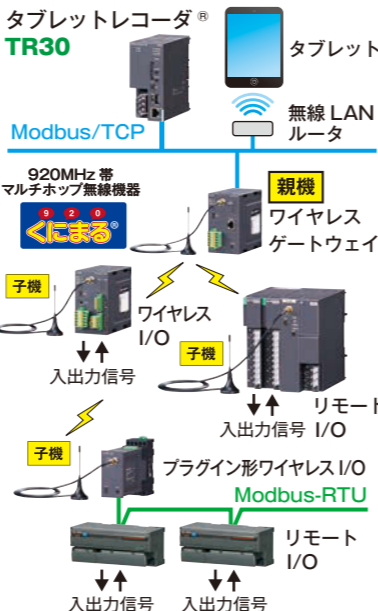 タブレットレコーダ®
TR30
タブレット
無線 LAN
ルータ
Modbus/TCP
920MHz 帯
マルチホップ無線機器
9 2 0
くにまる®
親機
ワイヤレス
ゲートウェイ
子機
ワイヤレス
I/O
入出力信号
子機
リモート
I/O
入出力信号
子機
プラグイン形ワイヤレス I/O
Modbus-RTU
リモート
I/O
入出力信号
入出力信号